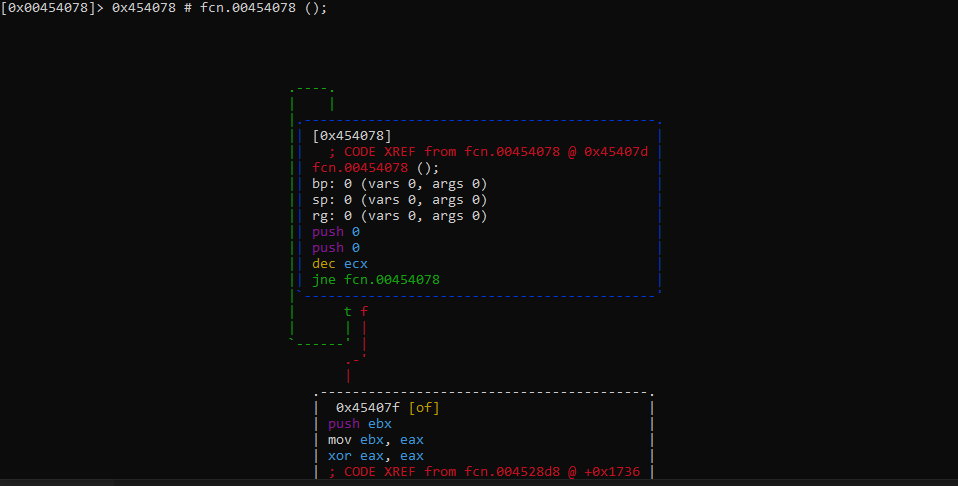 [0x00454078]> 0x454078 # fcn.00454078 ();
[0x454078]
; CODE XREF from fcn.00454078 @ 0x45407d
fcn.00454078 ();
bp: 0 (vars 0, args 0)
sp: 0 (vars 0, args 0)
rg: 0 (vars 0, args 0)
push 0
push 0
dec ecx
jne fcn.00454078
t f
0x45407f [of]
push ebx
mov ebx, eax
xor eax, eax
; CODE XREF from fcn.004528d8 @ +0x1736